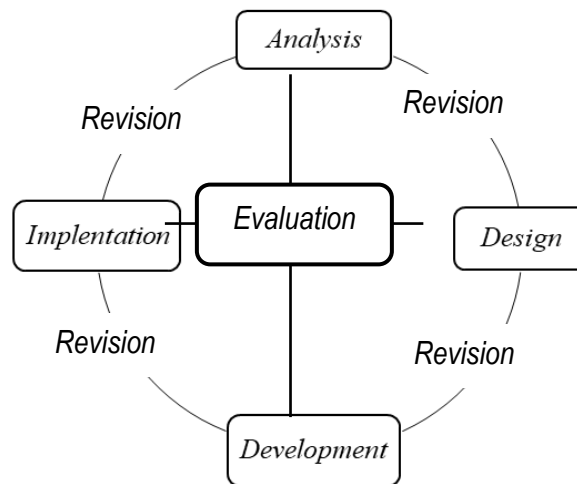 Analysis
Revision
Revision
Implentation
Evaluation
Design
Revision
Revision
Development